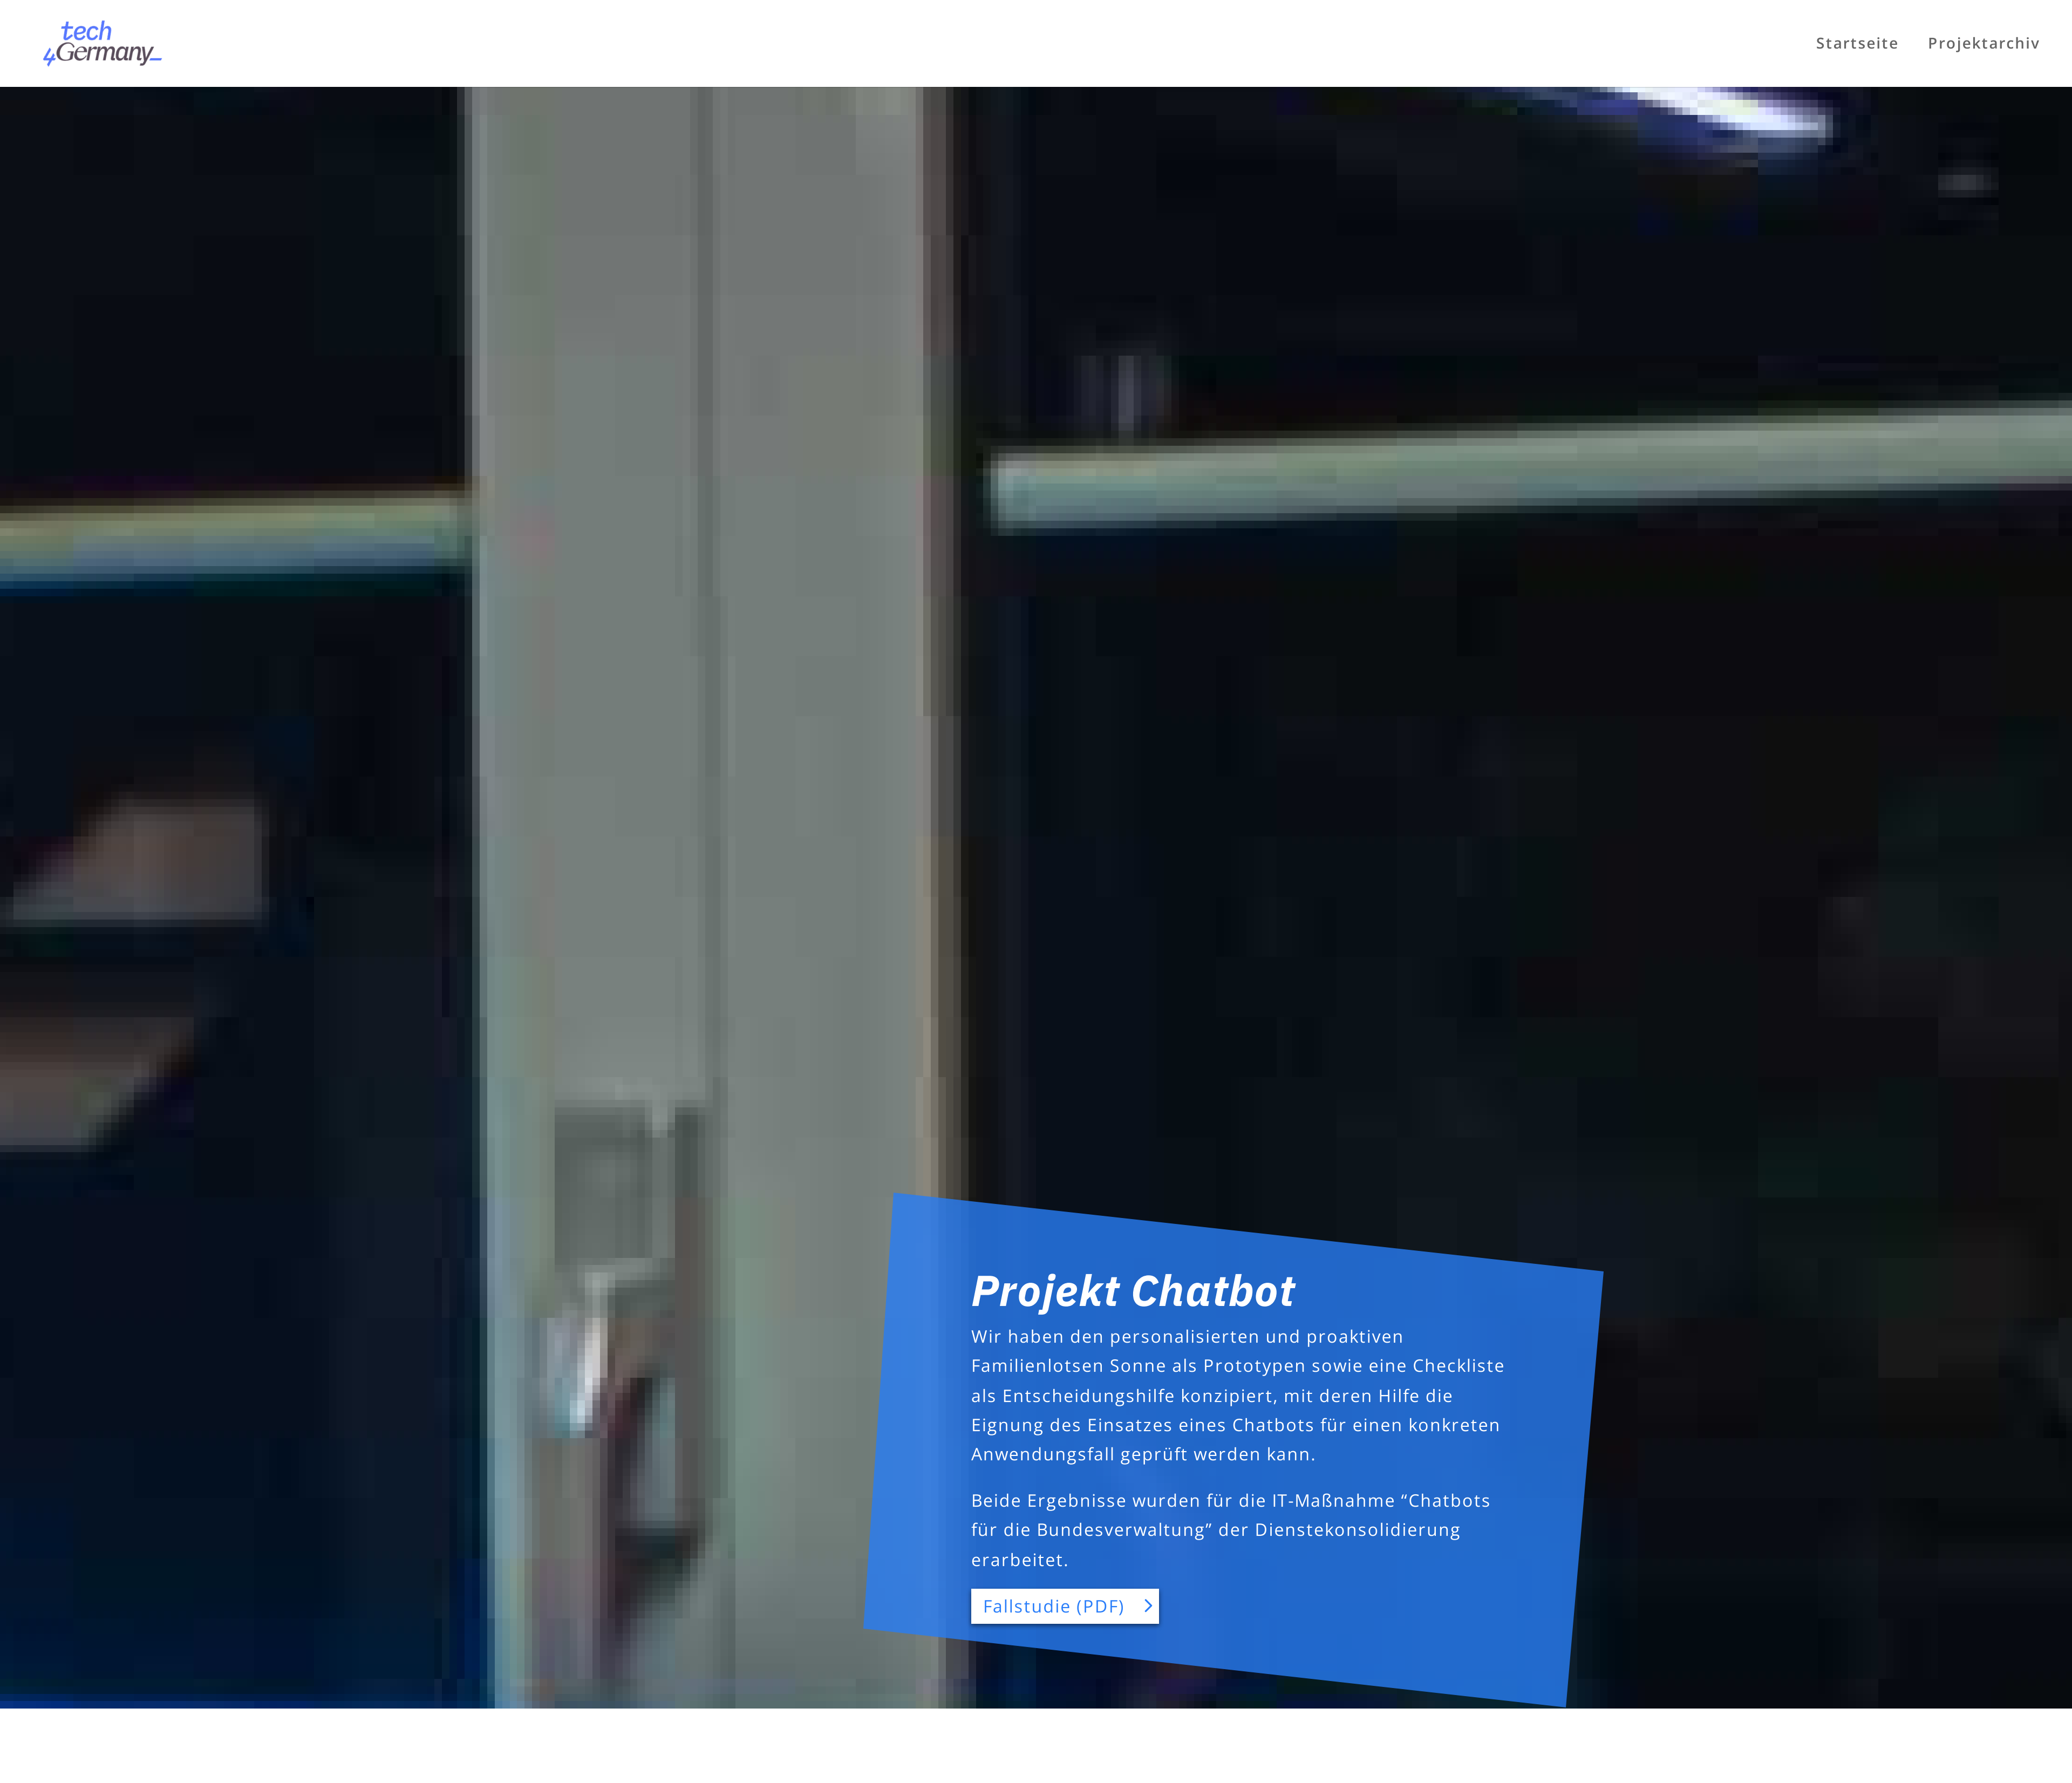 tech
4Germany_
Startseite Projektarchiv
Projekt Chatbot
Wir haben den personalisierten und proaktiven
Familienlotsen Sonne als Prototypen sowie eine Checkliste
als Entscheidungshilfe konzipiert, mit deren Hilfe die
Eignung des Einsatzes eines Chatbots für einen konkreten
Anwendungsfall geprüft werden kann.
Beide Ergebnisse wurden für die IT-Maßnahme “Chatbots
für die Bundesverwaltung” der Dienstekonsolidierung
erarbeitet.
Fallstudie (PDF)